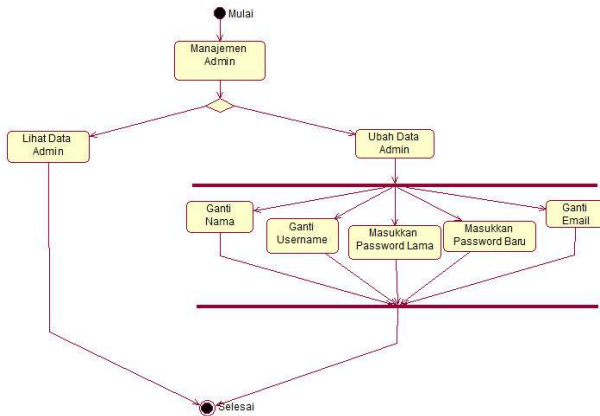 Mulai
Manajemen
Admin
Lihat Data
Admin
Ubah Data
Admin
Ganti
Nama
Ganti
Username
Masukkan
Password Lama
Masukkan
Password Baru
Ganti
Email
Selesai